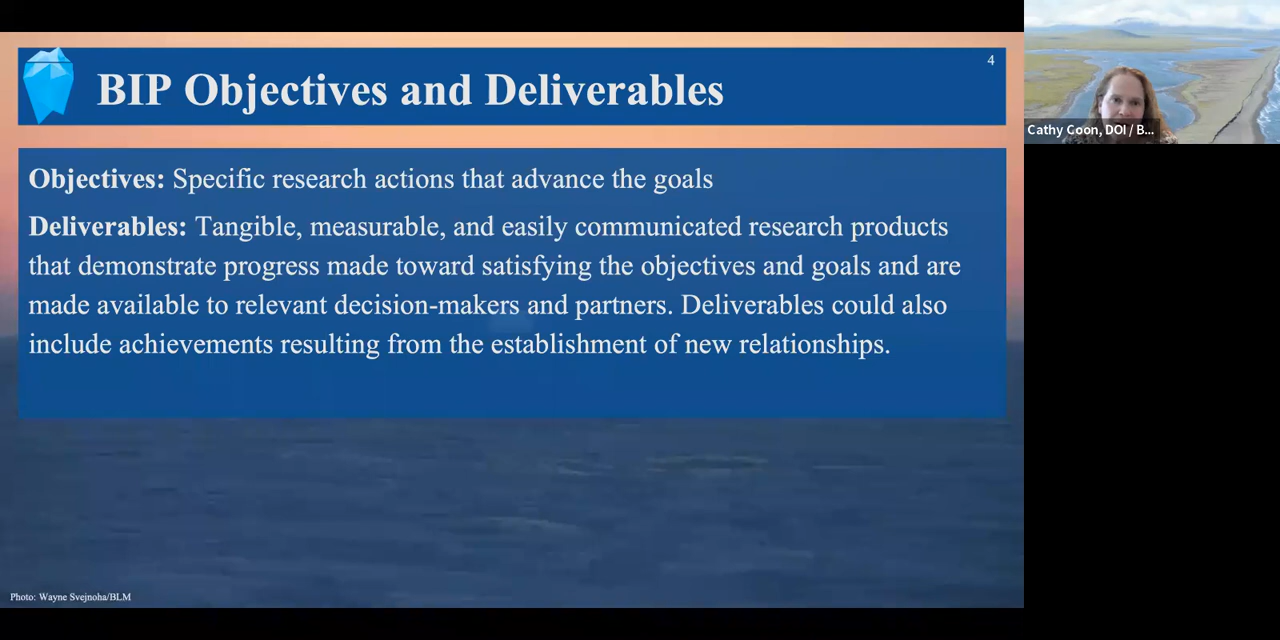 4
BIP Objectives and Deliverables
Objectives: Specific research actions that advance the goals
Deliverables: Tangible, measurable, and easily communicated research products
that demonstrate progress made toward satisfying the objectives and goals and are
made available to relevant decision-makers and partners. Deliverables could also
include achievements resulting from the establishment of new relationships.
Photo: Wayne Svejnoha/BLM
Cathy Coon, DOI / B...